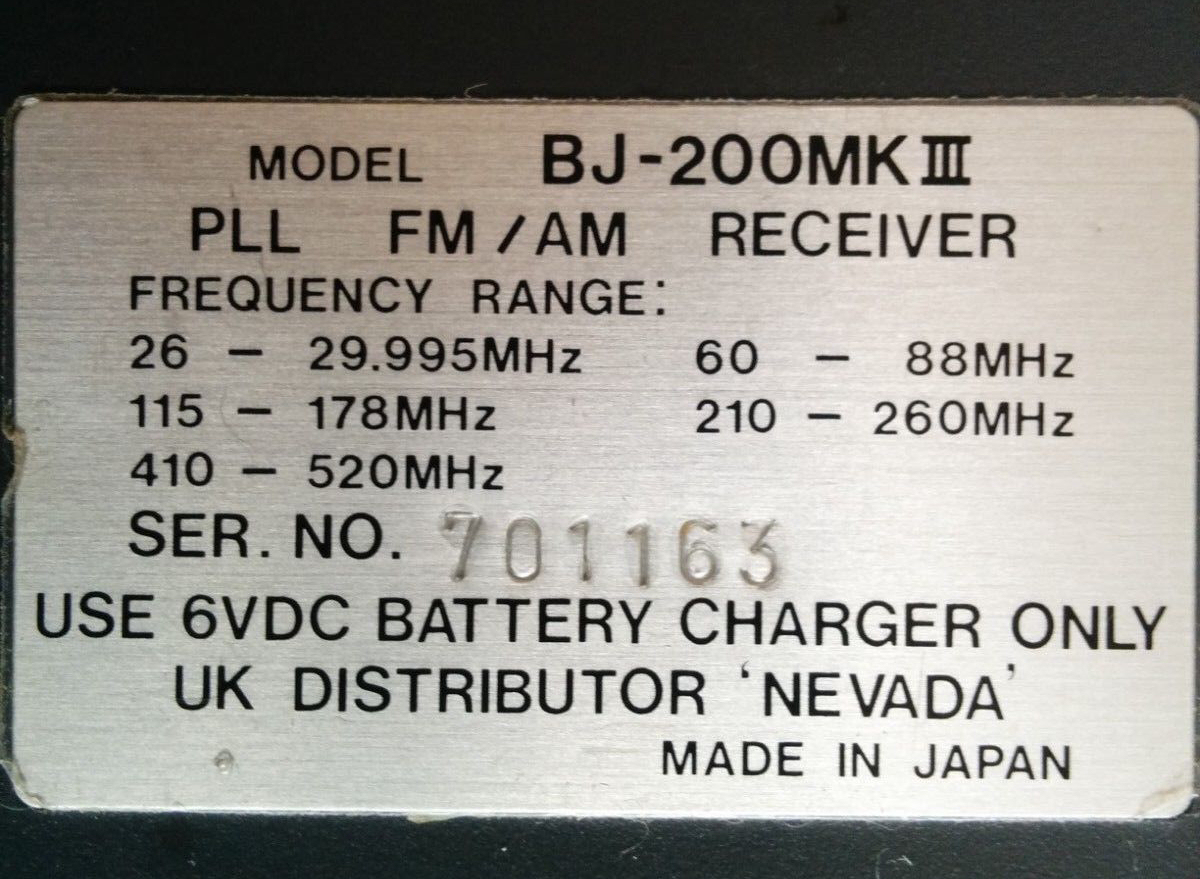 MODEL BJ-200MKⅢ
PLL FM/AM RECEIVER
FREQUENCY RANGE:
26 - 29.995MHz 60 - 88MHz
115 - 178MHz 210 - 260MHz
410 - 520MHz
SER. NO. 701163
USE 6VDC BATTERY CHARGER ONLY
UK DISTRIBUTOR 'NEVADA'
MADE IN JAPAN